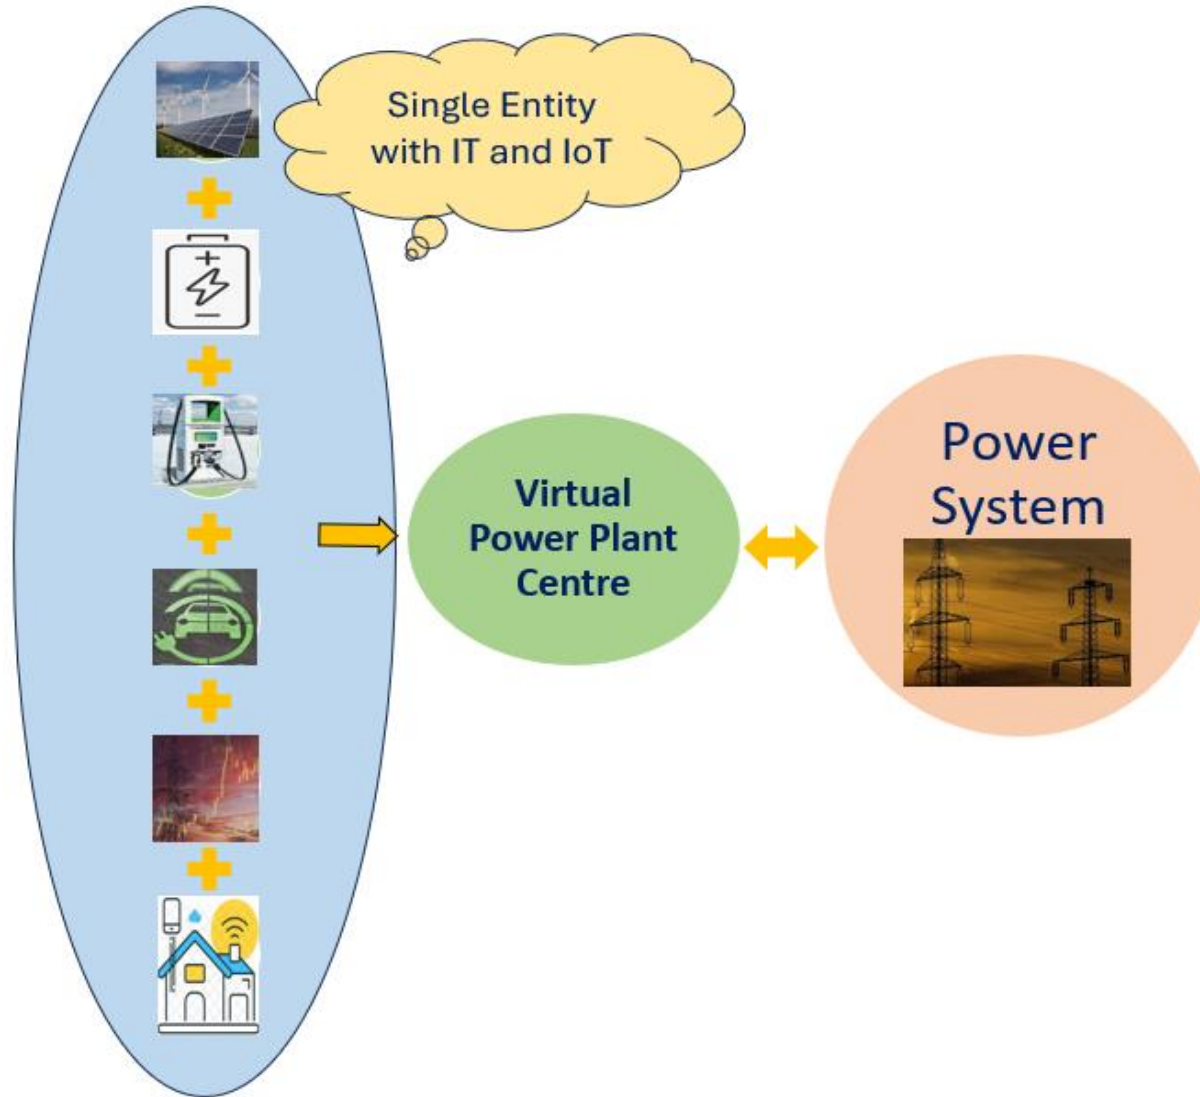 Single Entity
with IT and IoT
Virtual
Power Plant
Centre
Power
System